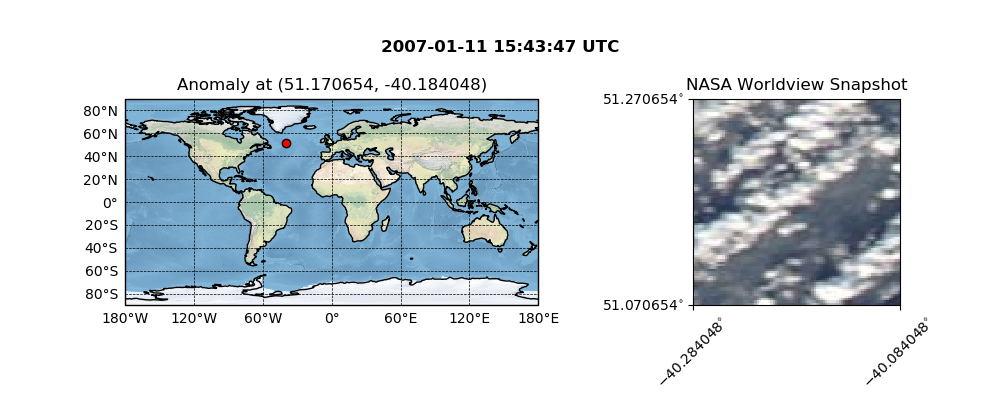 2007-01-11 15:43:47 UTC
Anomaly at (51.170654, -40.184048)
80°N
60°N
40°N
20°N
0°
20°S
40°S
60°S
80°S
180°W 120°W 60°W 0° 60°E 120°E 180°E
NASA Worldview Snapshot
51.270654°
51.070654°
−40.284048°
−40.084048°